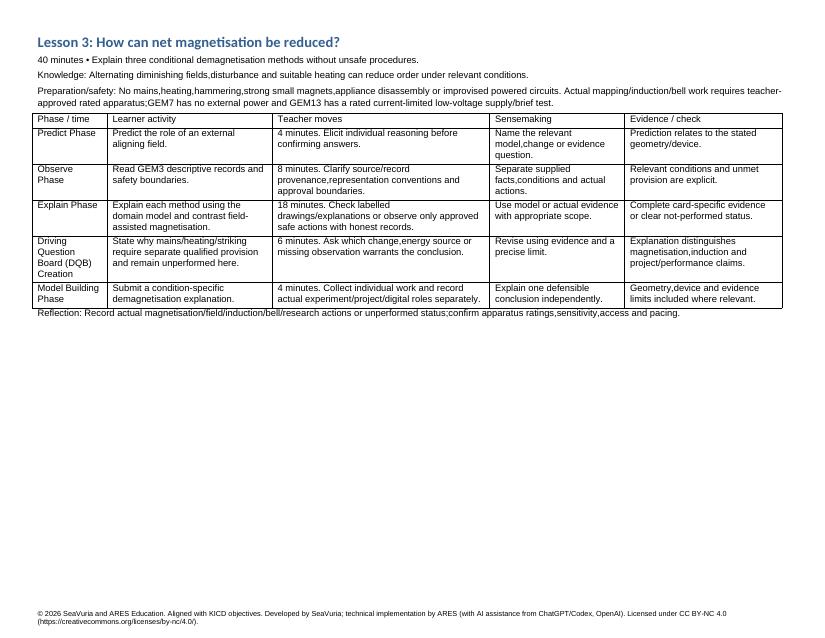 Lesson 3: How can net magnetisation be reduced?
40 minutes • Explain three conditional demagnetisation methods without unsafe procedures.
Knowledge: Alternating diminishing fields,disturbance and suitable heating can reduce order under relevant conditions.
Preparation/safety: No mains,heating,hammering,strong small magnets,appliance disassembly or improvised powered circuits. Actual mapping/induction/bell work requires teacher-
approved rated apparatus;GEM7 has no external power and GEM13 has a rated current-limited low-voltage supply/brief test.
Phase / time
Learner activity
Teacher moves
Sensemaking
Evidence / check
Predict Phase
Predict the role of an external
aligning field.
4 minutes. Elicit individual reasoning before
confirming answers.
Name the relevant
model,change or evidence
question.
Prediction relates to the stated
geometry/device.
Observe
Phase
Read GEM3 descriptive records and
safety boundaries.
8 minutes. Clarify source/record
provenance,representation conventions and
approval boundaries.
Separate supplied
facts,conditions and actual
actions.
Relevant conditions and unmet
provision are explicit.
Explain Phase
Explain each method using the
domain model and contrast field-
assisted magnetisation.
18 minutes. Check labelled
drawings/explanations or observe only approved
safe actions with honest records.
Use model or actual evidence
with appropriate scope.
Complete card-specific evidence
or clear not-performed status.
Driving
Question
Board (DQB)
Creation
State why mains/heating/striking
require separate qualified provision
and remain unperformed here.
6 minutes. Ask which change,energy source or
missing observation warrants the conclusion.
Revise using evidence and a
precise limit.
Explanation distinguishes
magnetisation,induction and
project/performance claims.
Model Building
Phase
Submit a condition-specific
demagnetisation explanation.
4 minutes. Collect individual work and record
actual experiment/project/digital roles separately.
Explain one defensible
conclusion independently.
Geometry,device and evidence
limits included where relevant.
Reflection: Record actual magnetisation/field/induction/bell/research actions or unperformed status;confirm apparatus ratings,sensitivity,access and pacing.
© 2026 SeaVuria and ARES Education. Aligned with KICD objectives. Developed by SeaVuria; technical implementation by ARES (with AI assistance from ChatGPT/Codex, OpenAI). Licensed under CC BY-NC 4.0
(https://creativecommons.org/licenses/by-nc/4.0/).